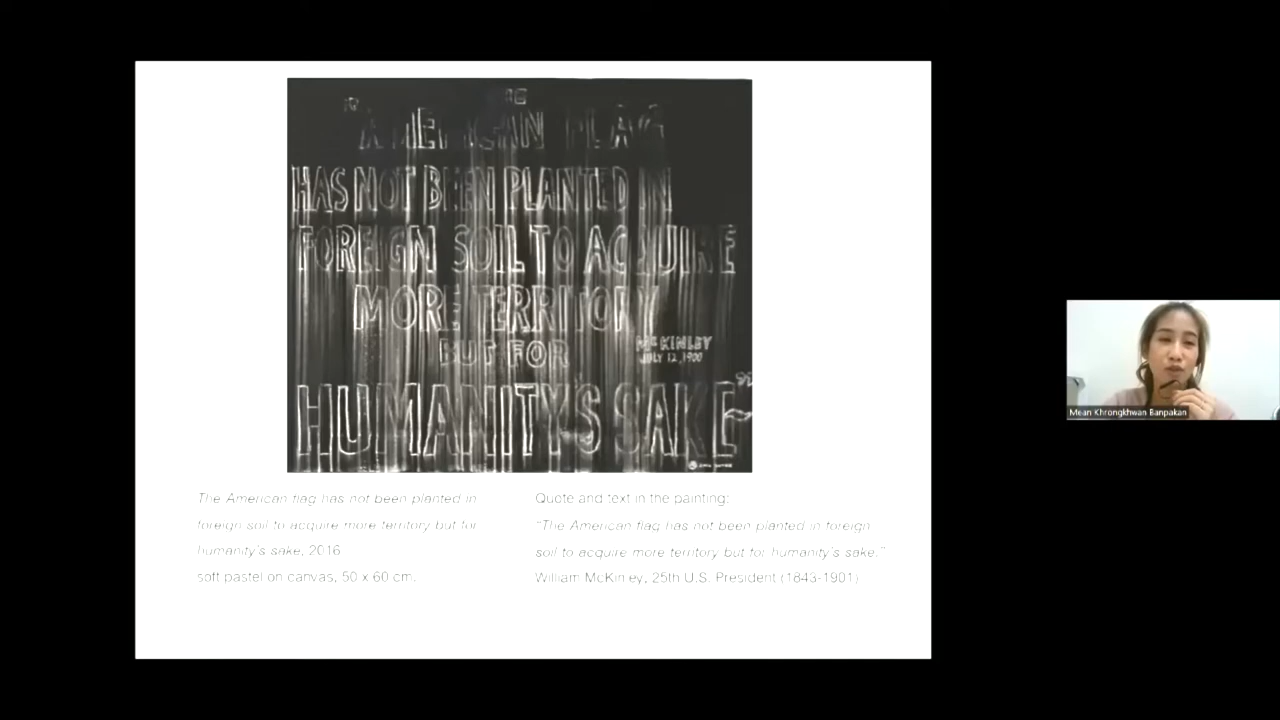 "THE
AMERICAN FLAG
HAS NOT BEEN PLANTED IN
FOREIGN SOIL TO ACQUIRE
MORE TERRITORY
BUT FOR
McKINLEY
JULY 12, 1900
HUMANITY'S SAKE"
The American flag has not been planted in
foreign soil to acquire more territory but for
humanity's sake, 2016
soft pastel on canvas, 50 x 60 cm.
Quote and text in the painting:
"The American flag has not been planted in foreign
soil to acquire more territory but for humanity's sake."
William McKinley, 25th U.S. President (1843-1901)
Mean Khrongkhwan Banpakan